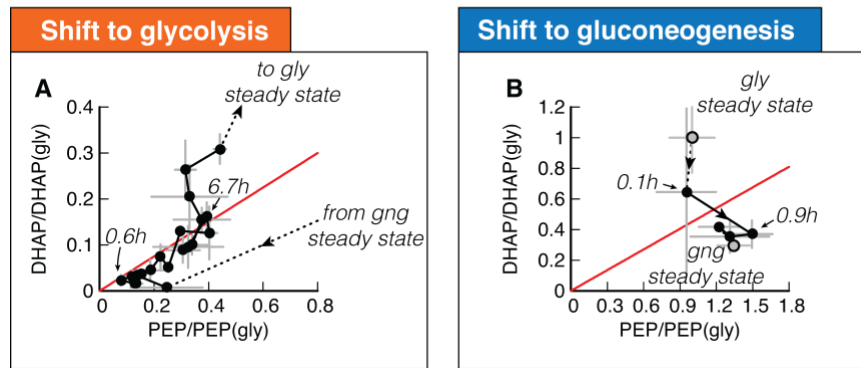 Shift to glycolysis
A
to gly
steady state
6.7h
from gng
steady state
0.6h
DHAP/DHAP(gly)
0.4
0.3
0.2
0.1
0
0 0.2 0.4 0.6 0.8
PEP/PEP(gly)
Shift to gluconeogenesis
B
gly
steady state
0.1h
0.9h
gng
steady state
DHAP/DHAP(gly)
1.2
1
0.8
0.6
0.4
0.2
0
0 0.3 0.6 0.9 1.2 1.5 1.8
PEP/PEP(gly)